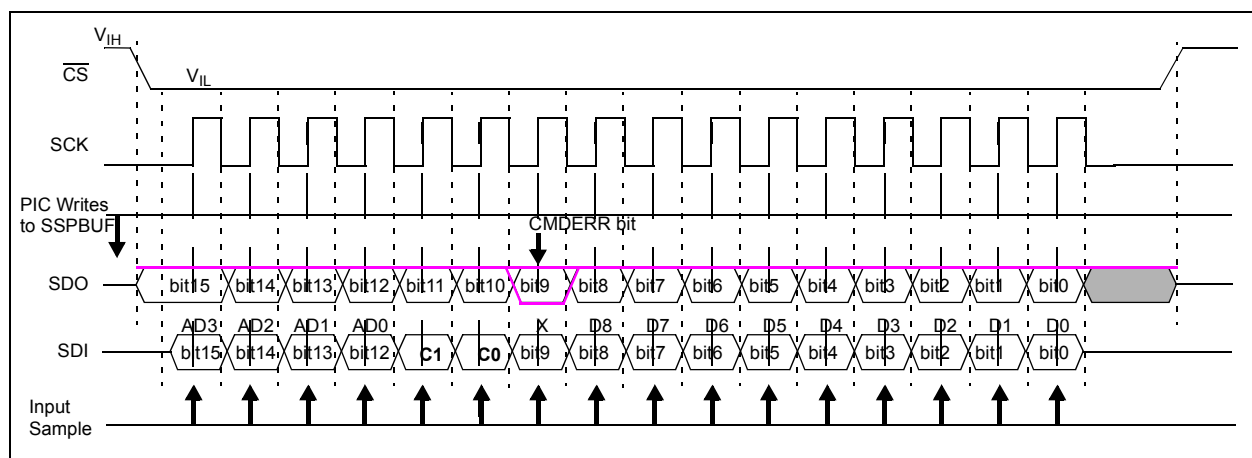 VIH
CS
VIL
SCK
PIC Writes
to SSPBUF
CMDERR bit
SDO bit15 bit14 bit13 bit12 bit11 bit10 bit9 bit8 bit7 bit6 bit5 bit4 bit3 bit2 bit1 bit0
AD3 AD2 AD1 AD0 X D8 D7 D6 D5 D4 D3 D2 D1 D0
SDI bit15 bit14 bit13 bit12 C1 C0 bit9 bit8 bit7 bit6 bit5 bit4 bit3 bit2 bit1 bit0
Input
Sample